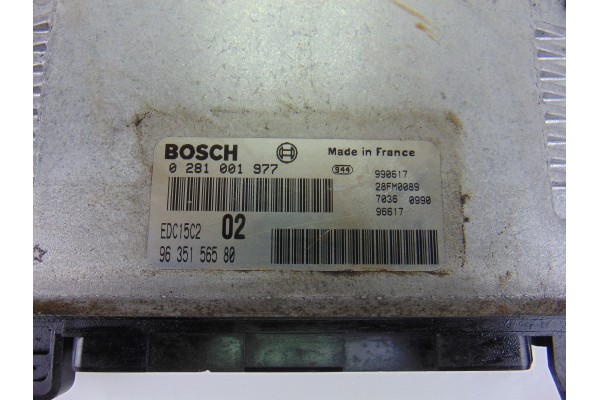 BOSCH Made in France
0 281 001 977 944 990617
28FM0089
7036 0990
96617
EDC15C2 02
96 351 565 80